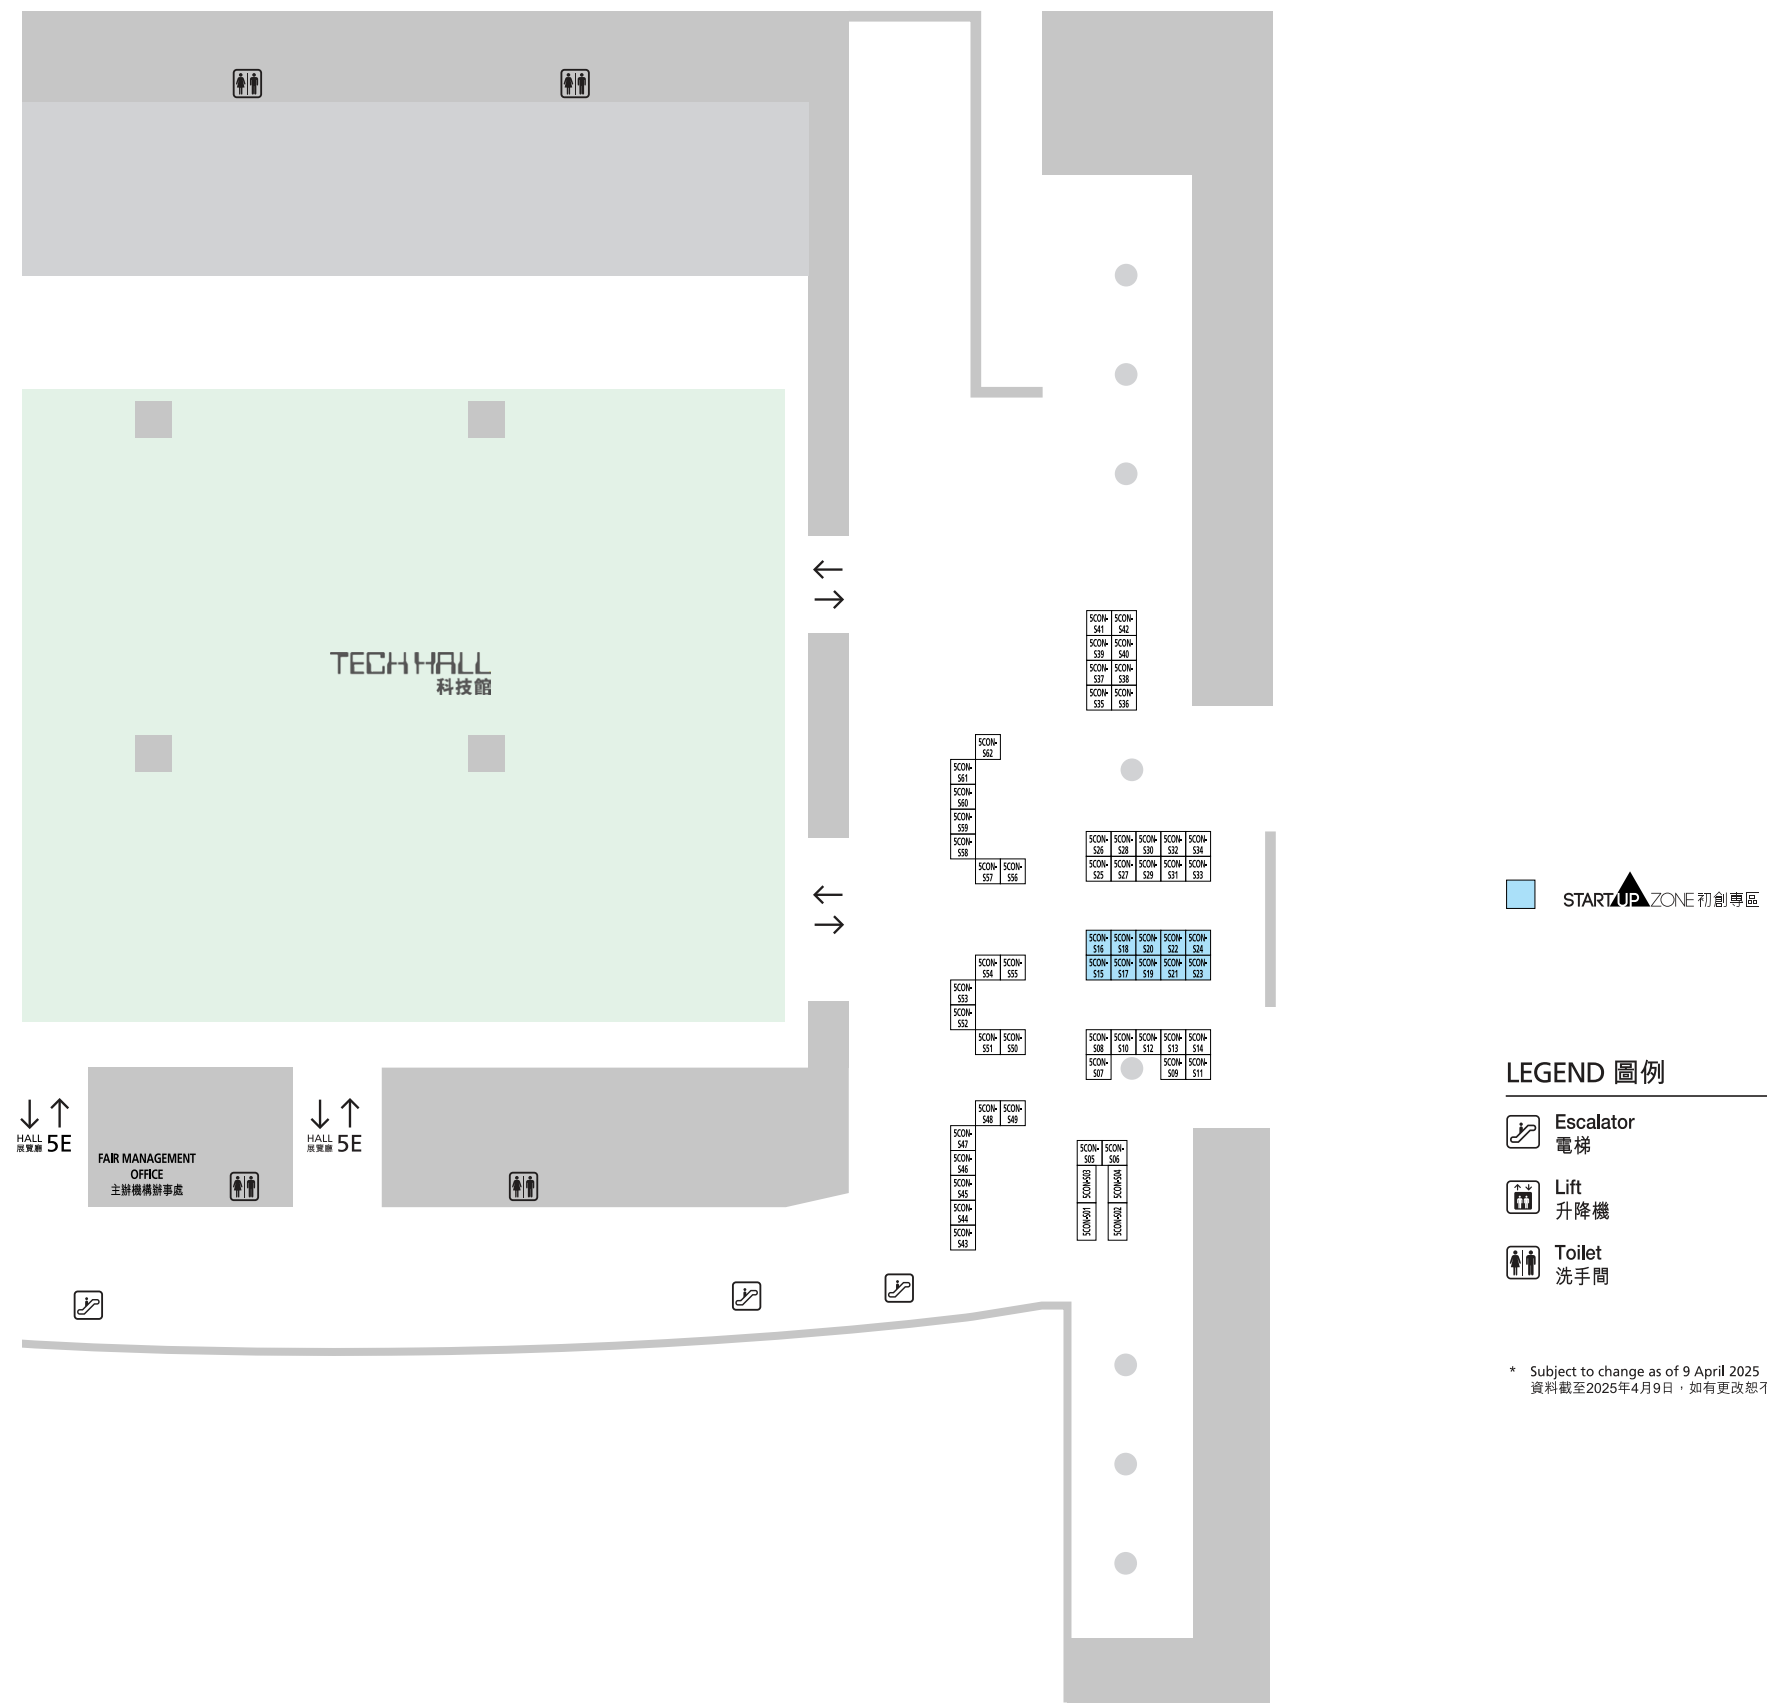 TECH HALL
科技館
5CON-S41
5CON-S42
5CON-S39
5CON-S40
5CON-S37
5CON-S38
5CON-S35
5CON-S36
5CON-S62
5CON-S61
5CON-S60
5CON-S59
5CON-S58
5CON-S57
5CON-S56
5CON-S26
5CON-S28
5CON-S30
5CON-S32
5CON-S34
5CON-S25
5CON-S27
5CON-S29
5CON-S31
5CON-S33
5CON-S16
5CON-S18
5CON-S20
5CON-S22
5CON-S24
5CON-S15
5CON-S17
5CON-S19
5CON-S21
5CON-S23
5CON-S54
5CON-S55
5CON-S53
5CON-S52
5CON-S51
5CON-S50
5CON-S08
5CON-S10
5CON-S12
5CON-S13
5CON-S14
5CON-S07
5CON-S09
5CON-S11
5CON-S48
5CON-S49
5CON-S47
5CON-S46
5CON-S45
5CON-S44
5CON-S43
5CON-S05
5CON-S06
5CON-S03
5CON-S04
5CON-S01
5CON-S02
HALL
展覽廳 5E
FAIR MANAGEMENT
OFFICE
主辦機構辦事處
HALL
展覽廳 5E
STARTUP ZONE 初創專區
LEGEND 圖例
Escalator
電梯
Lift
升降機
Toilet
洗手間
* Subject to change as of 9 April 2025
資料截至2025年4月9日，如有更改恕不